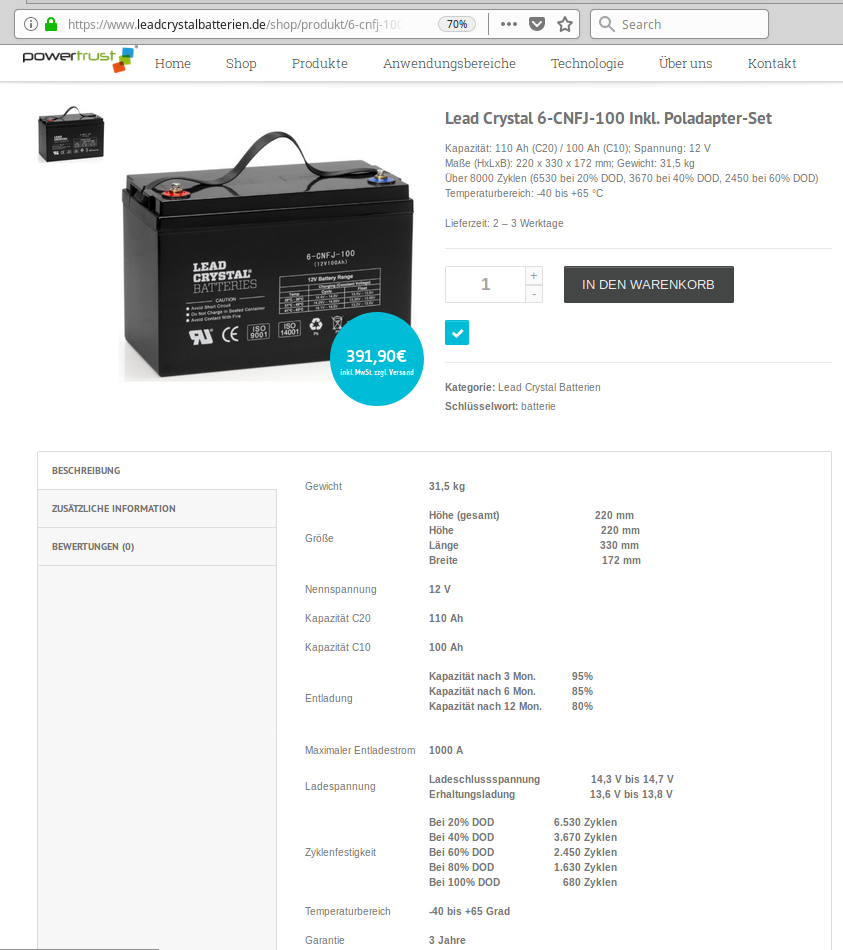 https://www.leadcrystalbatterien.de/shop/produkt/6-cnfj-100
70%
Search
powertrust
Home
Shop
Produkte
Anwendungsbereiche
Technologie
Über uns
Kontakt
Lead Crystal 6-CNFJ-100 Inkl. Poladapter-Set
Kapazität: 110 Ah (C20) / 100 Ah (C10); Spannung: 12 V
Maße (HxLxB): 220 x 330 x 172 mm; Gewicht: 31,5 kg
Über 8000 Zyklen (6530 bei 20% DOD, 3670 bei 40% DOD, 2450 bei 60% DOD)
Temperaturbereich: -40 bis +65 °C
Lieferzeit: 2 – 3 Werktage
1
+
-
IN DEN WARENKORB
6-CNFJ-100
(12V100Ah)
LEAD
CRYSTAL®
BATTERIES
CAUTION
Avoid Short Circuit
Do Not Charge in Sealed Container
Avoid Contact With Fire
12V Battery Range
Charging (Constant Voltage)
Temp
Cycle
Float
CE
ISO
9001
ISO
14001
Pb
391,90€
inkl. MwSt. zzgl. Versand
Kategorie: Lead Crystal Batterien
Schlüsselwort: batterie
BESCHREIBUNG
ZUSÄTZLICHE INFORMATION
BEWERTUNGEN (0)
Gewicht 31,5 kg
Größe
Höhe (gesamt) 220 mm
Höhe 220 mm
Länge 330 mm
Breite 172 mm
Nennspannung 12 V
Kapazität C20 110 Ah
Kapazität C10 100 Ah
Entladung
Kapazität nach 3 Mon. 95%
Kapazität nach 6 Mon. 85%
Kapazität nach 12 Mon. 80%
Maximaler Entladestrom 1000 A
Ladespannung
Ladeschlussspannung 14,3 V bis 14,7 V
Erhaltungsladung 13,6 V bis 13,8 V
Zyklenfestigkeit
Bei 20% DOD 6.530 Zyklen
Bei 40% DOD 3.670 Zyklen
Bei 60% DOD 2.450 Zyklen
Bei 80% DOD 1.630 Zyklen
Bei 100% DOD 680 Zyklen
Temperaturbereich -40 bis +65 Grad
Garantie 3 Jahre